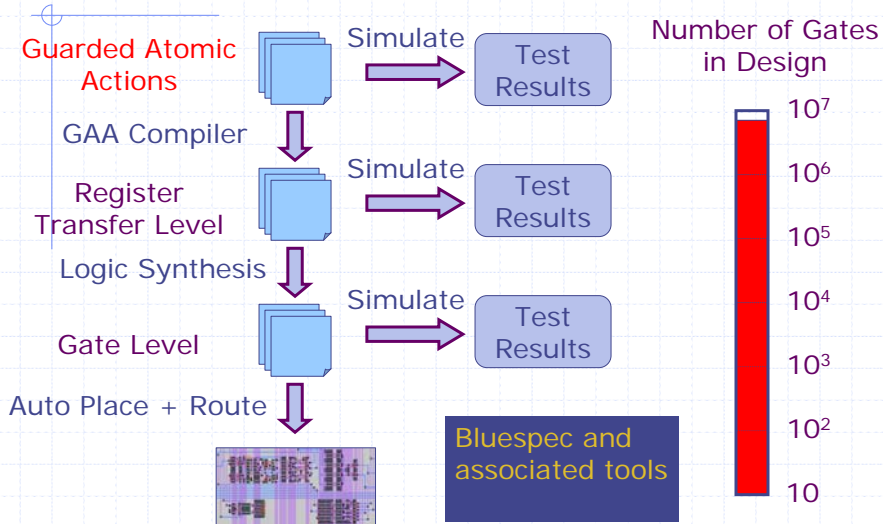 Guarded Atomic
Actions
Simulate
Test
Results
GAA Compiler
Register
Transfer Level
Simulate
Test
Results
Logic Synthesis
Gate Level
Simulate
Test
Results
Auto Place + Route
Bluespec and
associated tools
Number of Gates
in Design
10⁷
10⁶
10⁵
10⁴
10³
10²
10